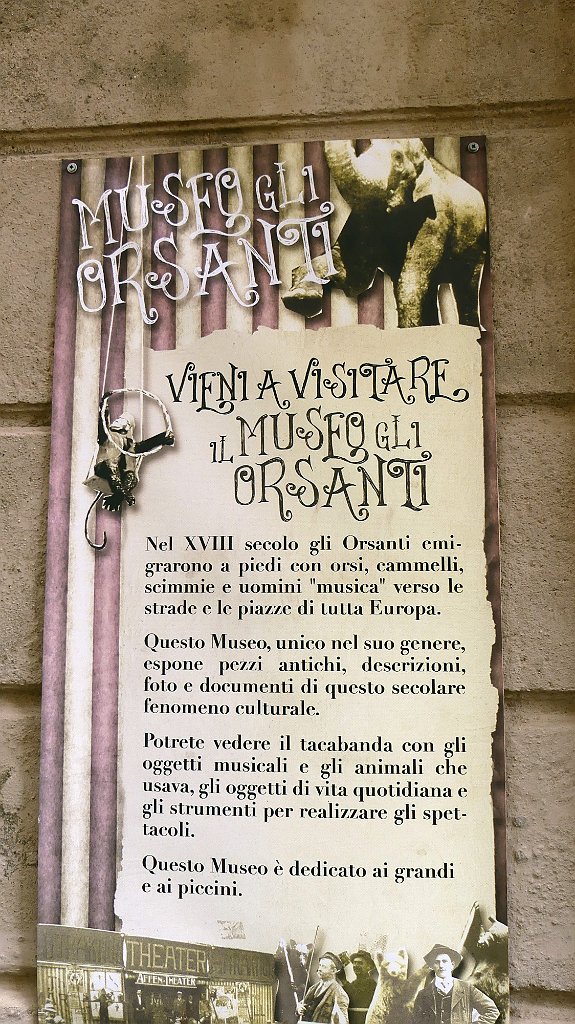 MUSEO GLI
ORSANTI
VIENI A VISITARE
IL MUSEO GLI
ORSANTI
Nel XVIII secolo gli Orsanti emi-
grarono a piedi con orsi, cammelli,
scimmie e uomini "musica" verso le
strade e le piazze di tutta Europa.
Questo Museo, unico nel suo genere,
espone pezzi antichi, descrizioni,
foto e documenti di questo secolare
fenomeno culturale.
Potrete vedere il tacabanda con gli
oggetti musicali e gli animali che
usava, gli oggetti di vita quotidiana e
gli strumenti per realizzare gli spet-
tacoli.
Questo Museo è dedicato ai grandi
e ai piccini.
THEATER
AFFEN-THEATER